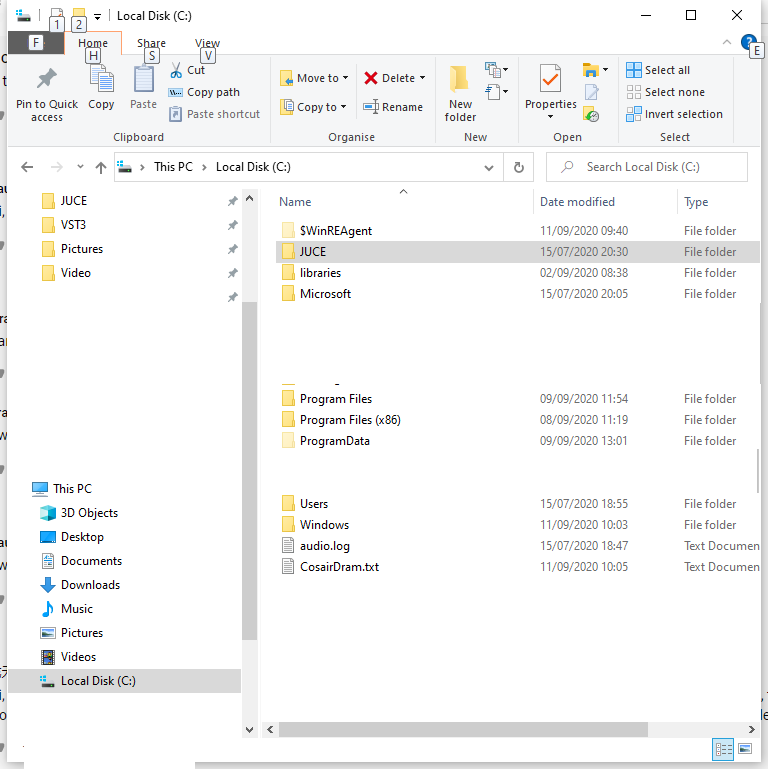 Local Disk (C:)
1 2
F Home Share View
H S V E
Pin to Quick access
Copy
Paste
Cut
Copy path
Paste shortcut
Clipboard
Move to
Copy to
Delete
Rename
Organise
New folder
New
Properties
Open
Select all
Select none
Invert selection
Select
This PC Local Disk (C:)
Search Local Disk (C:)
JUCE
VST3
Pictures
Video
This PC
3D Objects
Desktop
Documents
Downloads
Music
Pictures
Videos
Local Disk (C:)
Name Date modified Type
$WinREAgent 11/09/2020 09:40 File folder
JUCE 15/07/2020 20:30 File folder
libraries 02/09/2020 08:38 File folder
Microsoft 15/07/2020 20:05 File folder
Program Files 09/09/2020 11:54 File folder
Program Files (x86) 08/09/2020 11:19 File folder
ProgramData 09/09/2020 13:01 File folder
Users 15/07/2020 18:55 File folder
Windows 11/09/2020 10:03 File folder
audio.log 15/07/2020 18:47 Text Documen
CosairDram.txt 11/09/2020 10:05 Text Documen